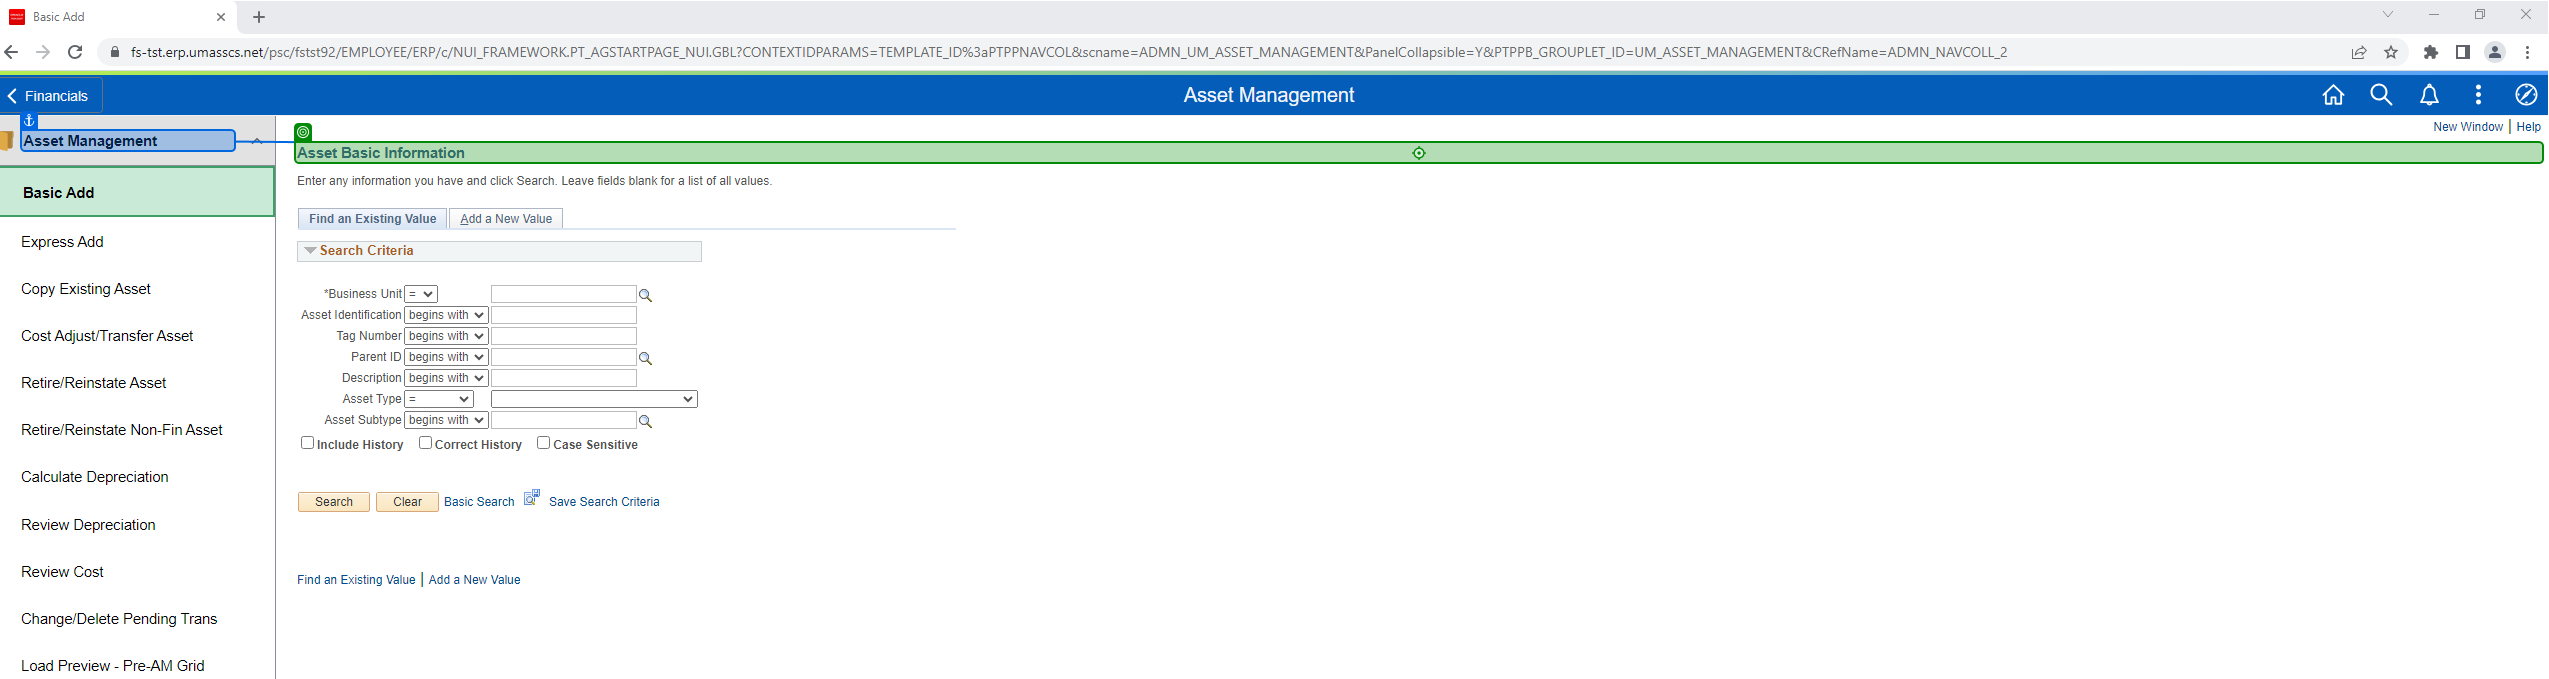 Basic Add
fs-tst.erp.umasscs.net/psc/fstst92/EMPLOYEE/ERP/c/NUI_FRAMEWORK.PT_AGSTARTPAGE_NUI.GBL?CONTEXTIDPARAMS=TEMPLATE_ID%3aPTPPNAVCOL&scname=ADMN_UM_ASSET_MANAGEMENT&PanelCollapsible=Y&PTPPB_GROUPLET_ID=UM_ASSET_MANAGEMENT&CRefName=ADMN_NAVCOLL_2
Financials
Asset Management
New Window | Help
Asset Management
Basic Add
Express Add
Copy Existing Asset
Cost Adjust/Transfer Asset
Retire/Reinstate Asset
Retire/Reinstate Non-Fin Asset
Calculate Depreciation
Review Depreciation
Review Cost
Change/Delete Pending Trans
Load Preview - Pre-AM Grid
Asset Basic Information
Enter any information you have and click Search. Leave fields blank for a list of all values.
Find an Existing Value Add a New Value
Search Criteria
*Business Unit =
Asset Identification begins with
Tag Number begins with
Parent ID begins with
Description begins with
Asset Type =
Asset Subtype begins with
Include History Correct History Case Sensitive
Search Clear Basic Search Save Search Criteria
Find an Existing Value | Add a New Value